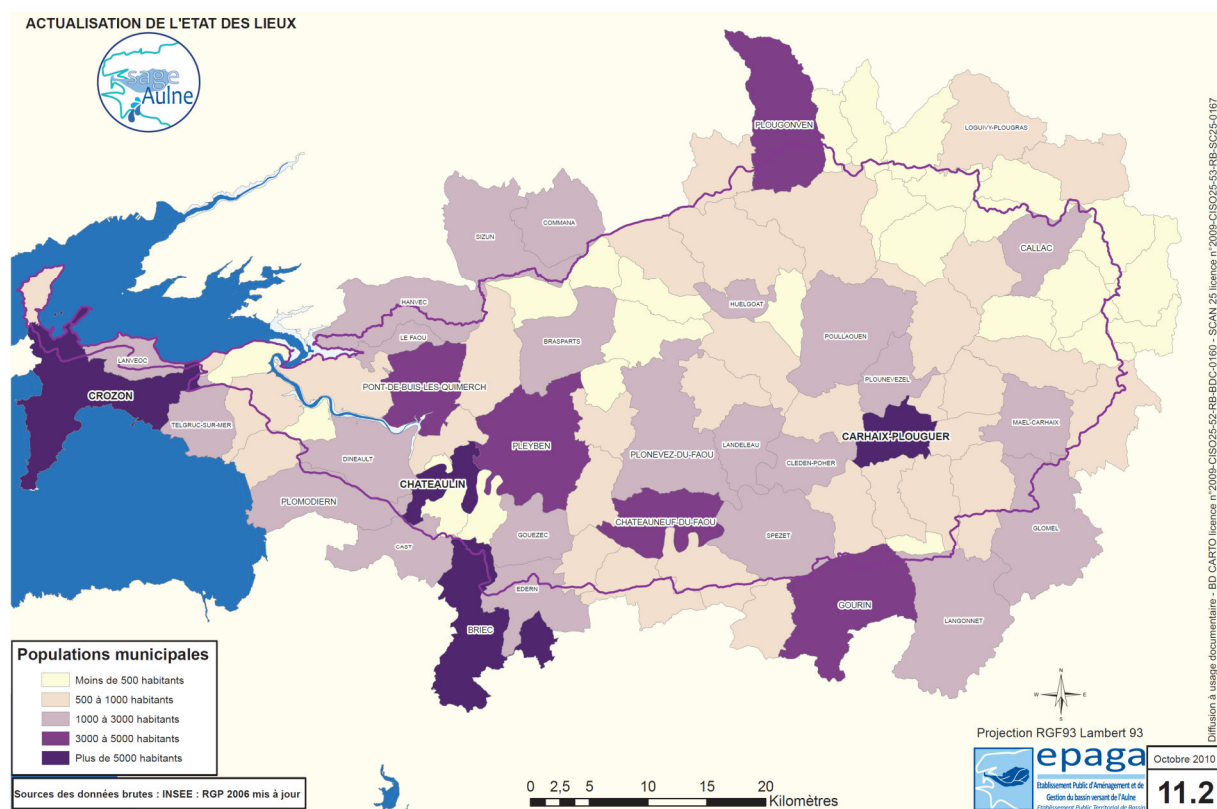 ACTUALISATION DE L'ETAT DES LIEUX
sage
Aulne
PLOUGONVEN
LOGUIVY-PLOUGRAS
COMMANA
SIZUN
CALLAC
HANVEC
HUELGOAT
LE FAOU
BRASPARTS
POULLAOUEN
LANVEOC
PLOUNEVEZEL
PONT-DE-BUIS-LES-QUIMERCH
CROZON
TELGRUC-SUR-MER
PLEYBEN
CARHAIX-PLOUGUER
MAEL-CARHAIX
LANDELEAU
PLONEVEZ-DU-FAOU
DINEAULT
CLEDEN-POHER
CHATEAULIN
PLOMODIERN
CHATEAUNEUF-DU-FAOU
GLOMEL
GOUEZEC
SPEZET
CAST
EDERN
GOURIN
LANGONNET
BRIEC
Populations municipales
Moins de 500 habitants
500 à 1000 habitants
1000 à 3000 habitants
3000 à 5000 habitants
Plus de 5000 habitants
Sources des données brutes : INSEE : RGP 2006 mis à jour
0 2,5 5 10 15 20
Kilomètres
N
W E
S
Projection RGF93 Lambert 93
epaga
Etablissement Public d'Aménagement et de
Gestion du bassin versant de l'Aulne
Etablissement Public Territorial de Bassin
Octobre 2010
11.2
Diffusion à usage documentaire - BD CARTO licence n°2009-CISO25-52-RB-BDC-0160 - SCAN 25 licence n°2009-CISO25-53-RB-SC25-0167